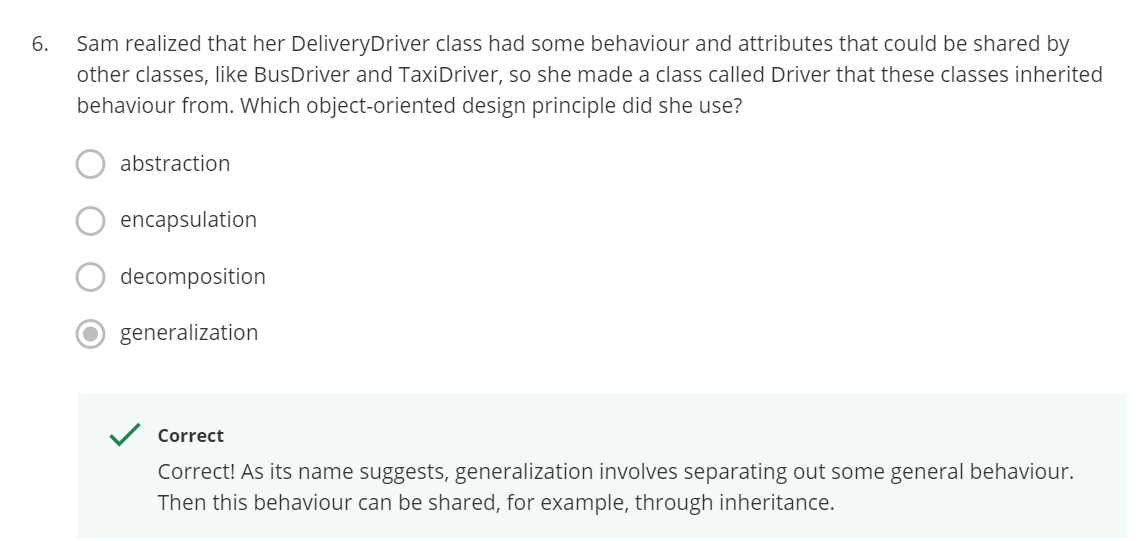 6. Sam realized that her DeliveryDriver class had some behaviour and attributes that could be shared by
other classes, like BusDriver and TaxiDriver, so she made a class called Driver that these classes inherited
behaviour from. Which object-oriented design principle did she use?
abstraction
encapsulation
decomposition
generalization
Correct
Correct! As its name suggests, generalization involves separating out some general behaviour.
Then this behaviour can be shared, for example, through inheritance.